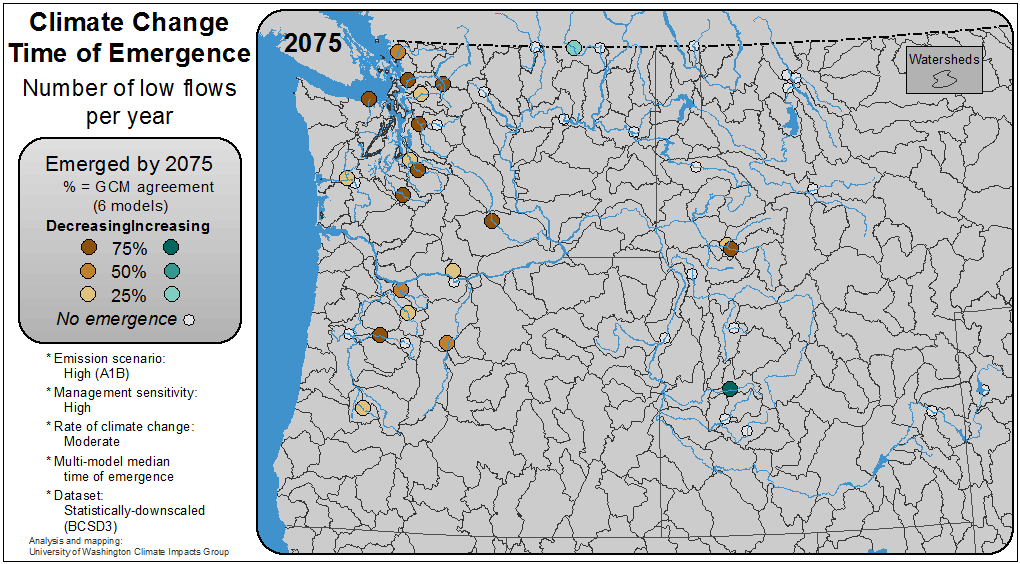 Climate Change
Time of Emergence
Number of low flows
per year
Emerged by 2075
% = GCM agreement
(6 models)
DecreasingIncreasing
75%
50%
25%
No emergence
* Emission scenario:
High (A1B)
* Management sensitivity:
High
* Rate of climate change:
Moderate
* Multi-model median
time of emergence
* Dataset:
Statistically-downscaled
(BCSD3)
Analysis and mapping:
University of Washington Climate Impacts Group
2075
Watersheds